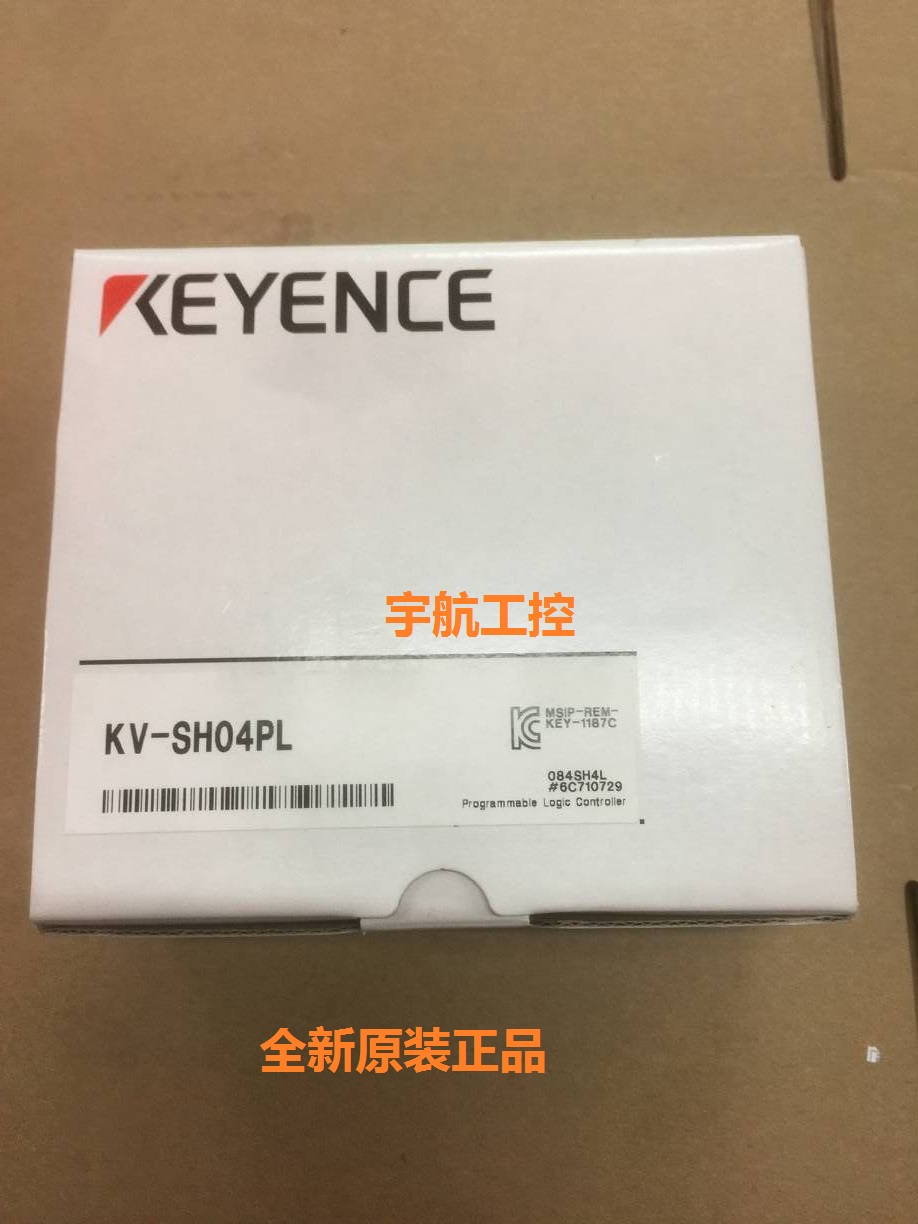 KEYENCE
宇航工控
KV-SH04PL
MSIP-REM-
KEY-1187C
084SH4L
#6C710729
Programmable Logic Controller
全新原装正品